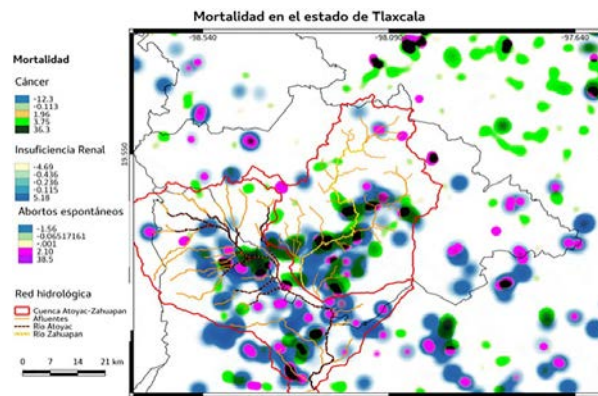 Mortalidad en el estado de Tlaxcala
-98.540 -98.090 -97.640
19.550
Mortalidad
Cáncer
-12.3
-0.113
1.96
3.75
36.3
Insuficiencia Renal
-4.69
-0.436
-0.236
-0.115
5.18
Abortos espontáneos
-1.56
-0.06517161
-.001
2.10
38.5
Red hidrológica
Cuenca Atoyac-Zahuapan
Afluentes
Río Atoyac
Río Zahuapan
0 7 14 21 km